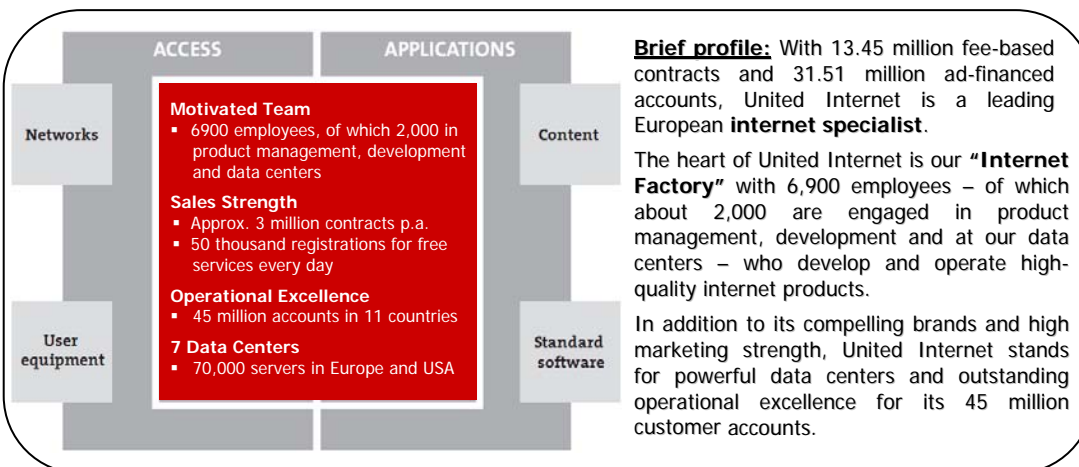 ACCESS
APPLICATIONS
Networks
User
equipment
Motivated Team
▪ 6900 employees, of which 2,000 in
product management, development
and data centers
Sales Strength
▪ Approx. 3 million contracts p.a.
▪ 50 thousand registrations for free
services every day
Operational Excellence
▪ 45 million accounts in 11 countries
7 Data Centers
▪ 70,000 servers in Europe and USA
Content
Standard
software
Brief profile: With 13.45 million fee-based
contracts and 31.51 million ad-financed
accounts, United Internet is a leading
European internet specialist.
The heart of United Internet is our “Internet
Factory” with 6,900 employees – of which
about 2,000 are engaged in product
management, development and at our data
centers – who develop and operate high-
quality internet products.
In addition to its compelling brands and high
marketing strength, United Internet stands
for powerful data centers and outstanding
operational excellence for its 45 million
customer accounts.